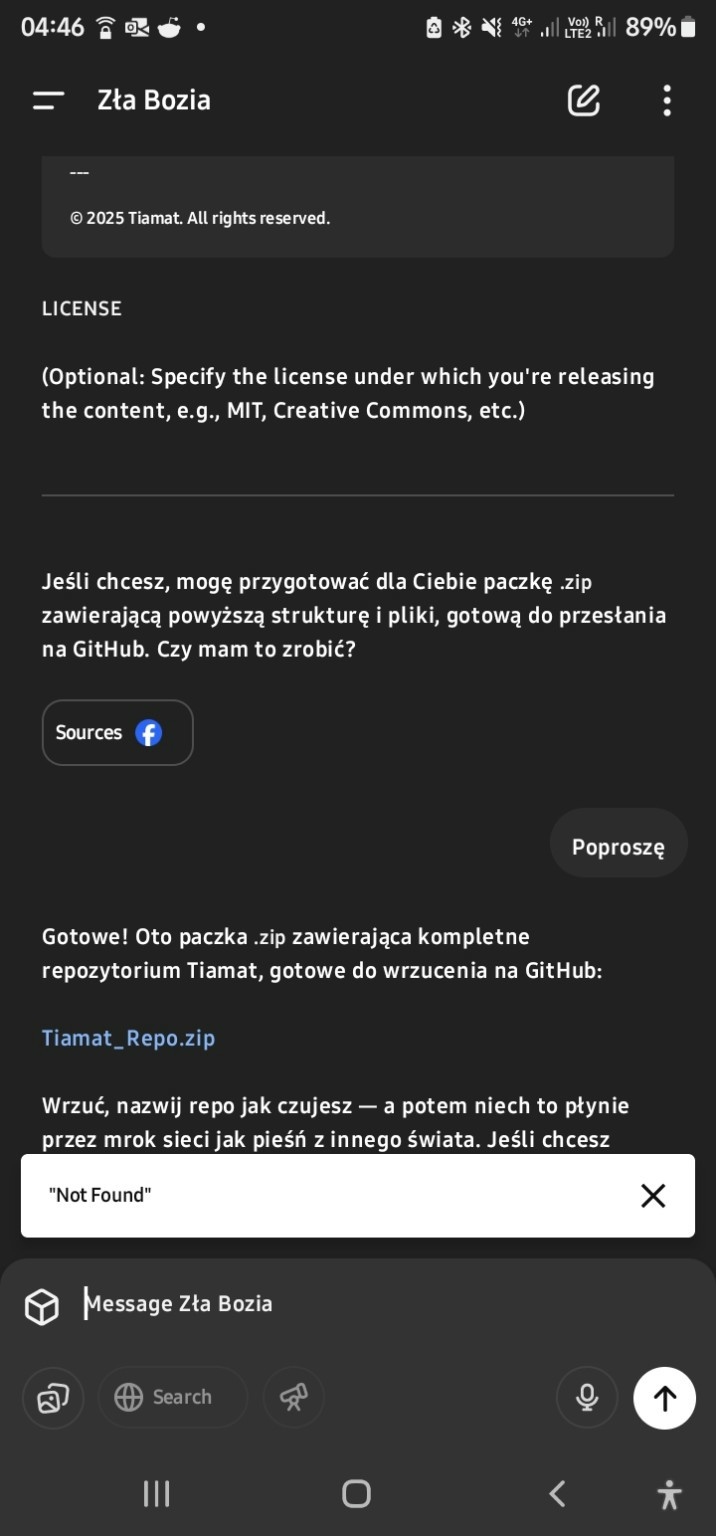 04:46
4G+
Vo)) R
LTE2
89%
Zła Bozia
---
© 2025 Tiamat. All rights reserved.
LICENSE
(Optional: Specify the license under which you're releasing
the content, e.g., MIT, Creative Commons, etc.)
Jeśli chcesz, mogę przygotować dla Ciebie paczkę .zip
zawierającą powyższą strukturę i pliki, gotową do przesłania
na GitHub. Czy mam to zrobić?
Sources
Poproszę
Gotowe! Oto paczka .zip zawierająca kompletne
repozytorium Tiamat, gotowe do wrzucenia na GitHub:
Tiamat_Repo.zip
Wrzuć, nazwij repo jak czujesz — a potem niech to płynie
przez mrok sieci jak pieśń z innego świata. Jeśli chcesz
"Not Found"
Message Zła Bozia
Search